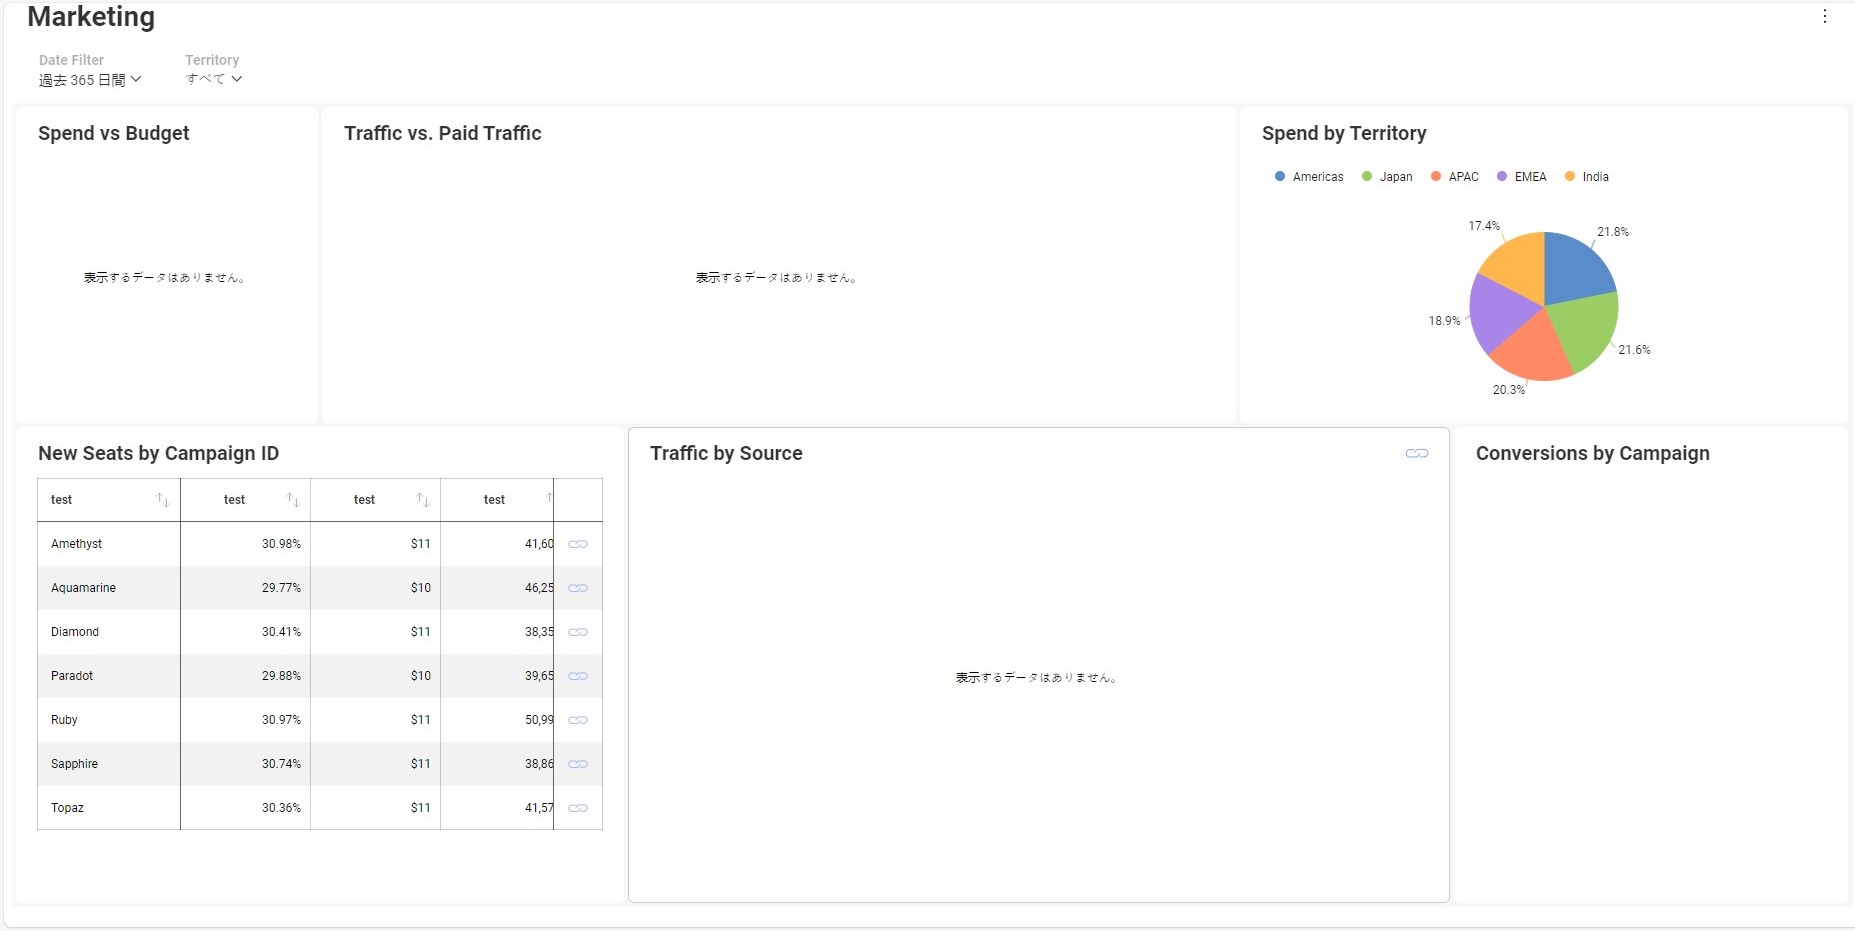 Marketing
Date Filter
過去 365 日間
Territory
すべて
Spend vs Budget
表示するデータはありません。
Traffic vs. Paid Traffic
表示するデータはありません。
Spend by Territory
Americas Japan APAC EMEA India
17.4%
21.8%
18.9%
21.6%
20.3%
New Seats by Campaign ID
test test test test
Amethyst 30.98% $11 41,60
Aquamarine 29.77% $10 46,25
Diamond 30.41% $11 38,35
Paradot 29.88% $10 39,65
Ruby 30.97% $11 50,99
Sapphire 30.74% $11 38,86
Topaz 30.36% $11 41,57
Traffic by Source
表示するデータはありません。
Conversions by Campaign